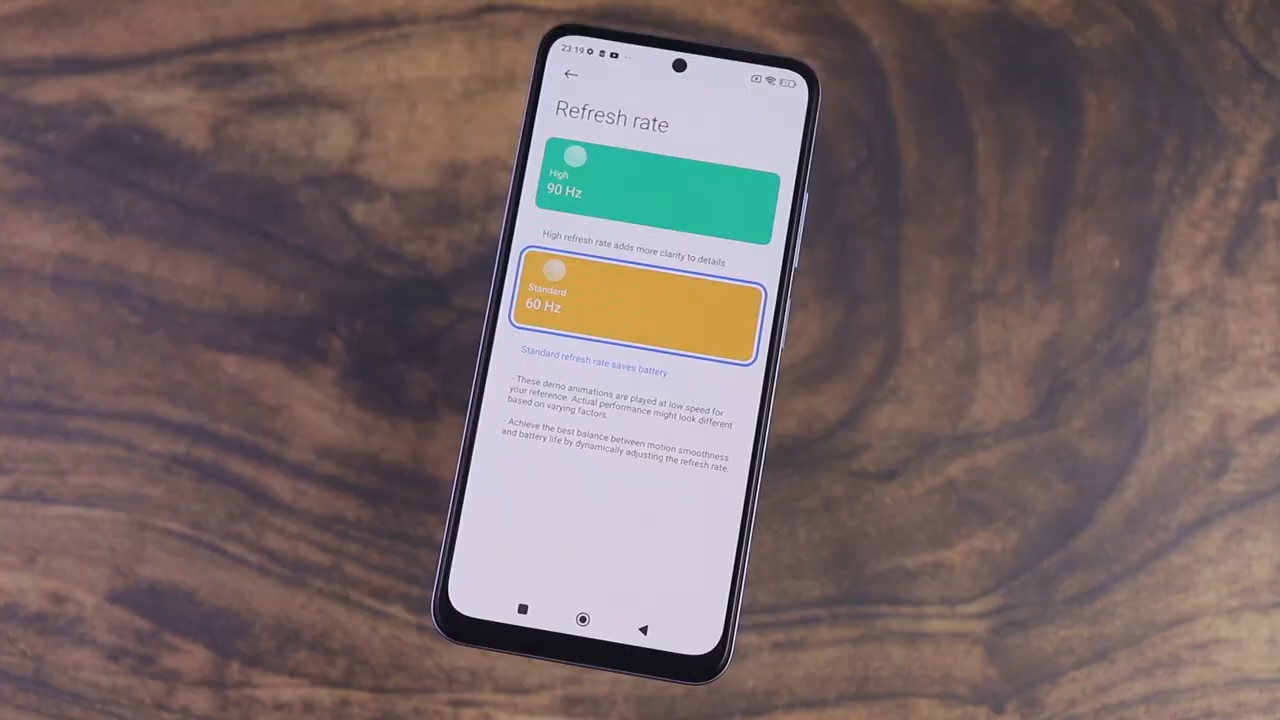 23:19
Refresh rate
High
90 Hz
High refresh rate adds more clarity to details
Standard
60 Hz
Standard refresh rate saves battery
· These demo animations are played at low speed for
your reference. Actual performance might look different
based on varying factors.
· Achieve the best balance between motion smoothness
and battery life by dynamically adjusting the refresh rate.